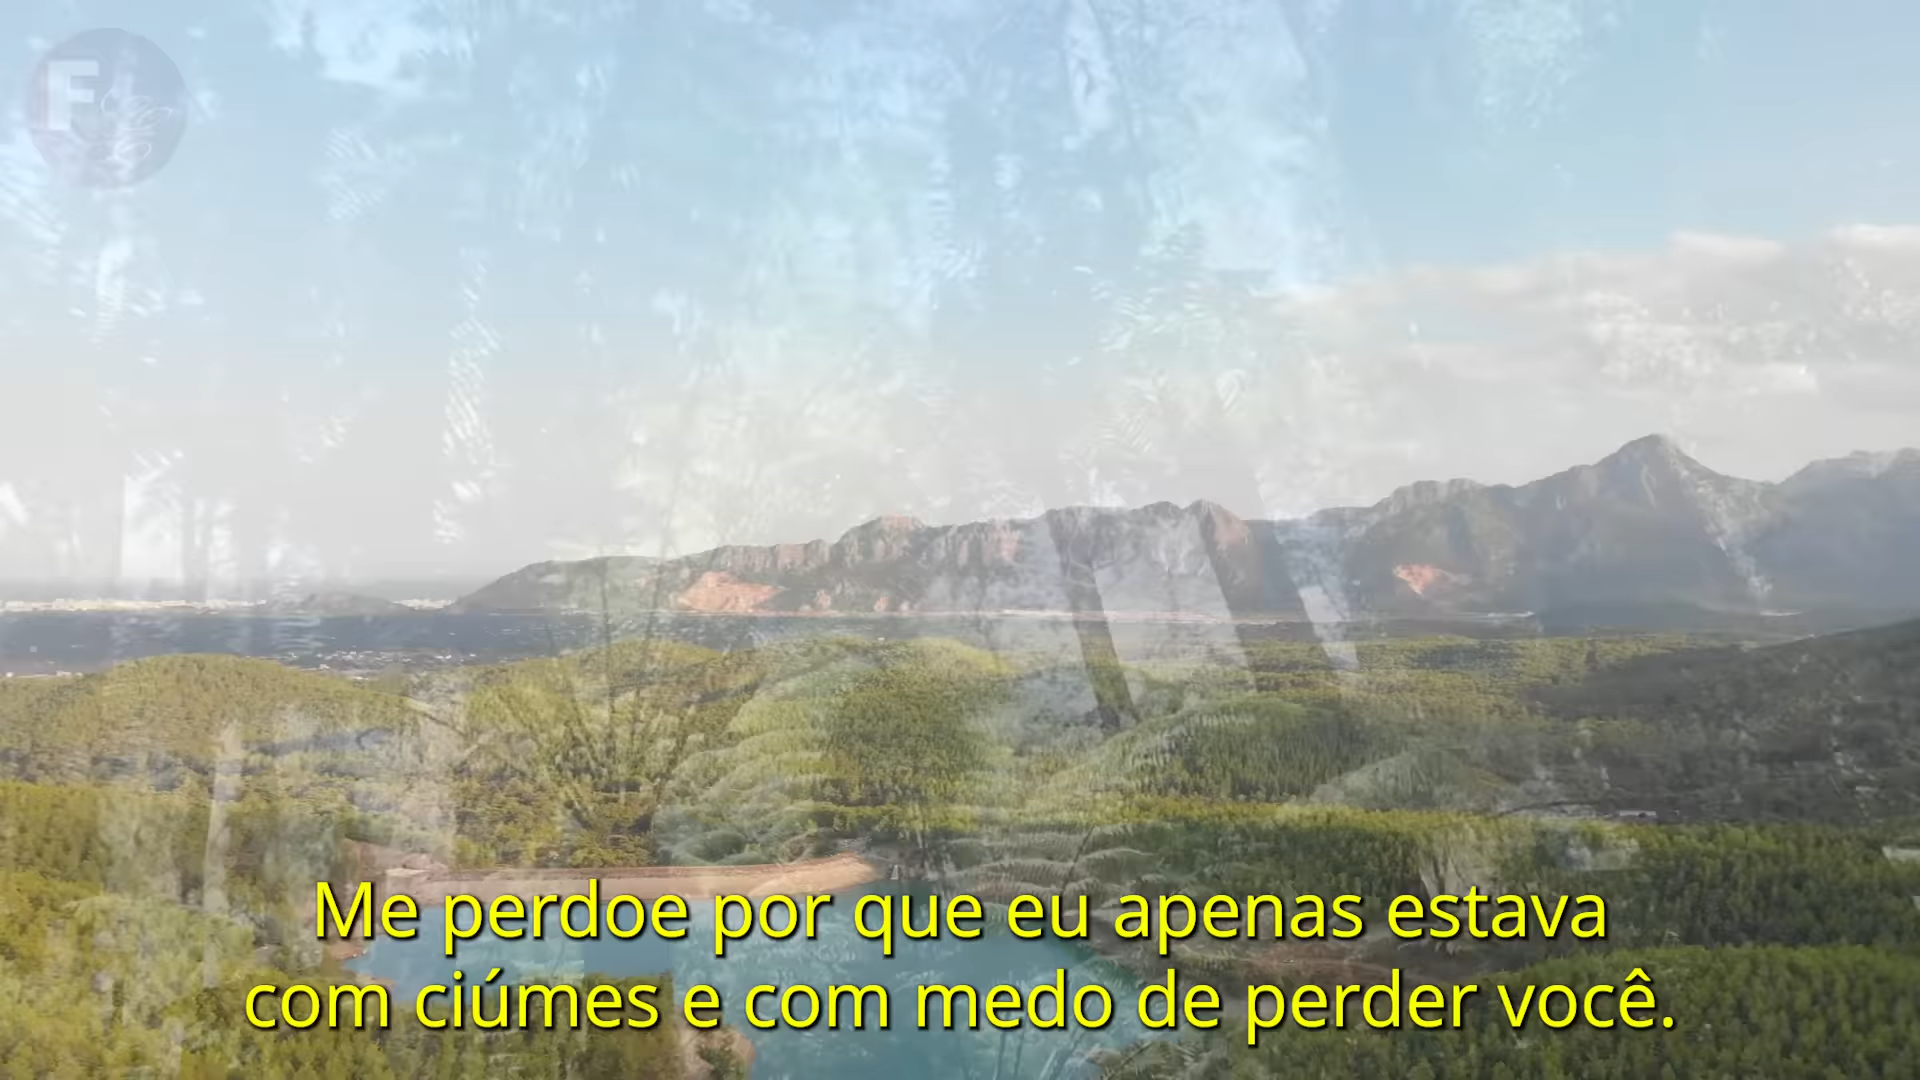 F
Me perdoe por que eu apenas estava
com ciúmes e com medo de perder você.